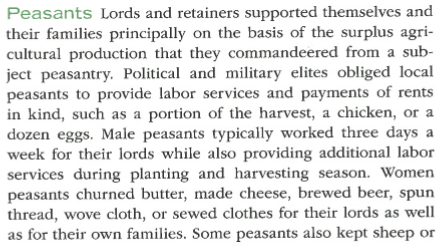 Peasants Lords and retainers supported themselves and
their families principally on the basis of the surplus agri-
cultural production that they commandeered from a sub-
ject peasantry. Political and military elites obliged local
peasants to provide labor services and payments of rents
in kind, such as a portion of the harvest, a chicken, or a
dozen eggs. Male peasants typically worked three days a
week for their lords while also providing additional labor
services during planting and harvesting season. Women
peasants churned butter, made cheese, brewed beer, spun
thread, wove cloth, or sewed clothes for their lords as well
as for their own families. Some peasants also kept sheep or